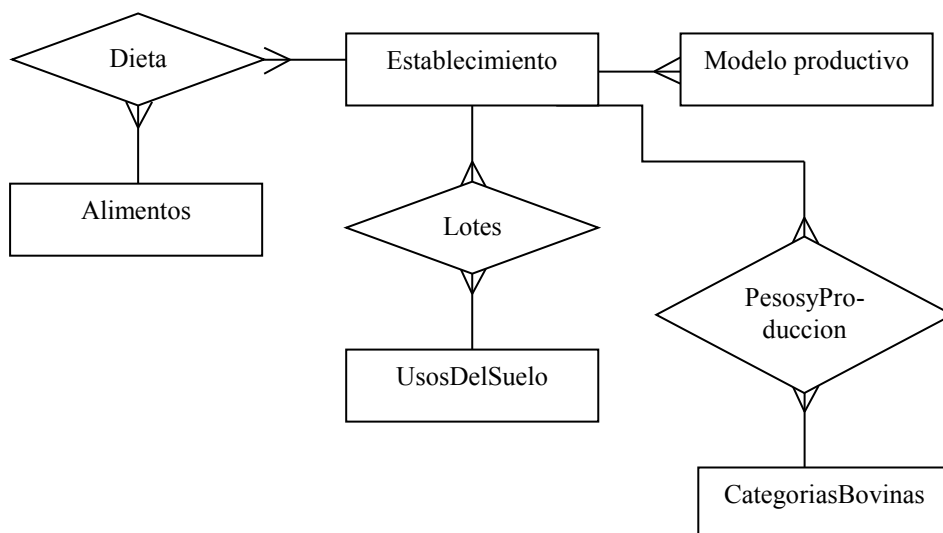 Dieta
Establecimiento
Modelo productivo
Alimentos
Lotes
PesosyPro-
duccion
UsosDelSuelo
CategoriasBovinas